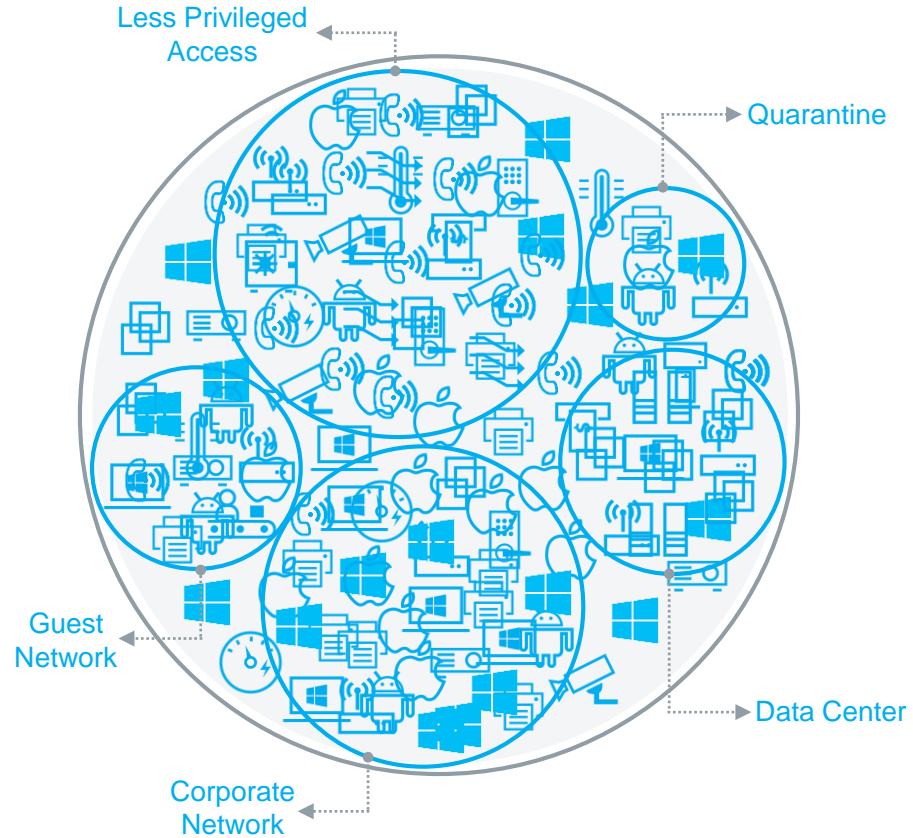 Less Privileged
Access
Quarantine
Guest
Network
Data Center
Corporate
Network